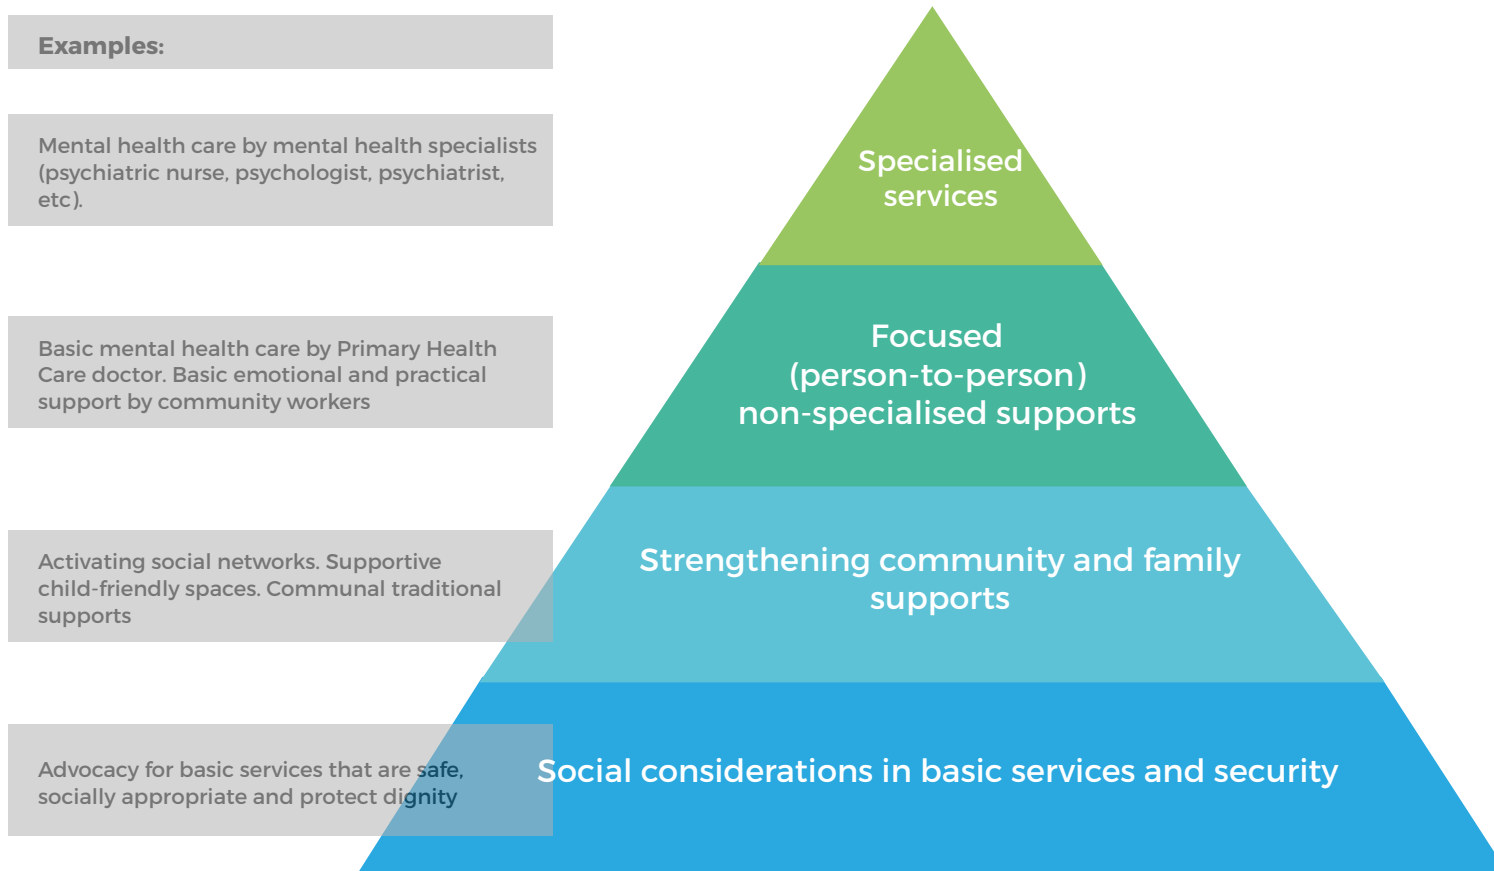 Examples:
Mental health care by mental health specialists
(psychiatric nurse, psychologist, psychiatrist,
etc).
Specialised
services
Basic mental health care by Primary Health
Care doctor. Basic emotional and practical
support by community workers
Focused
(person-to-person)
non-specialised supports
Activating social networks. Supportive
child-friendly spaces. Communal traditional
supports
Strengthening community and family
supports
Advocacy for basic services that are safe,
socially appropriate and protect dignity
Social considerations in basic services and security